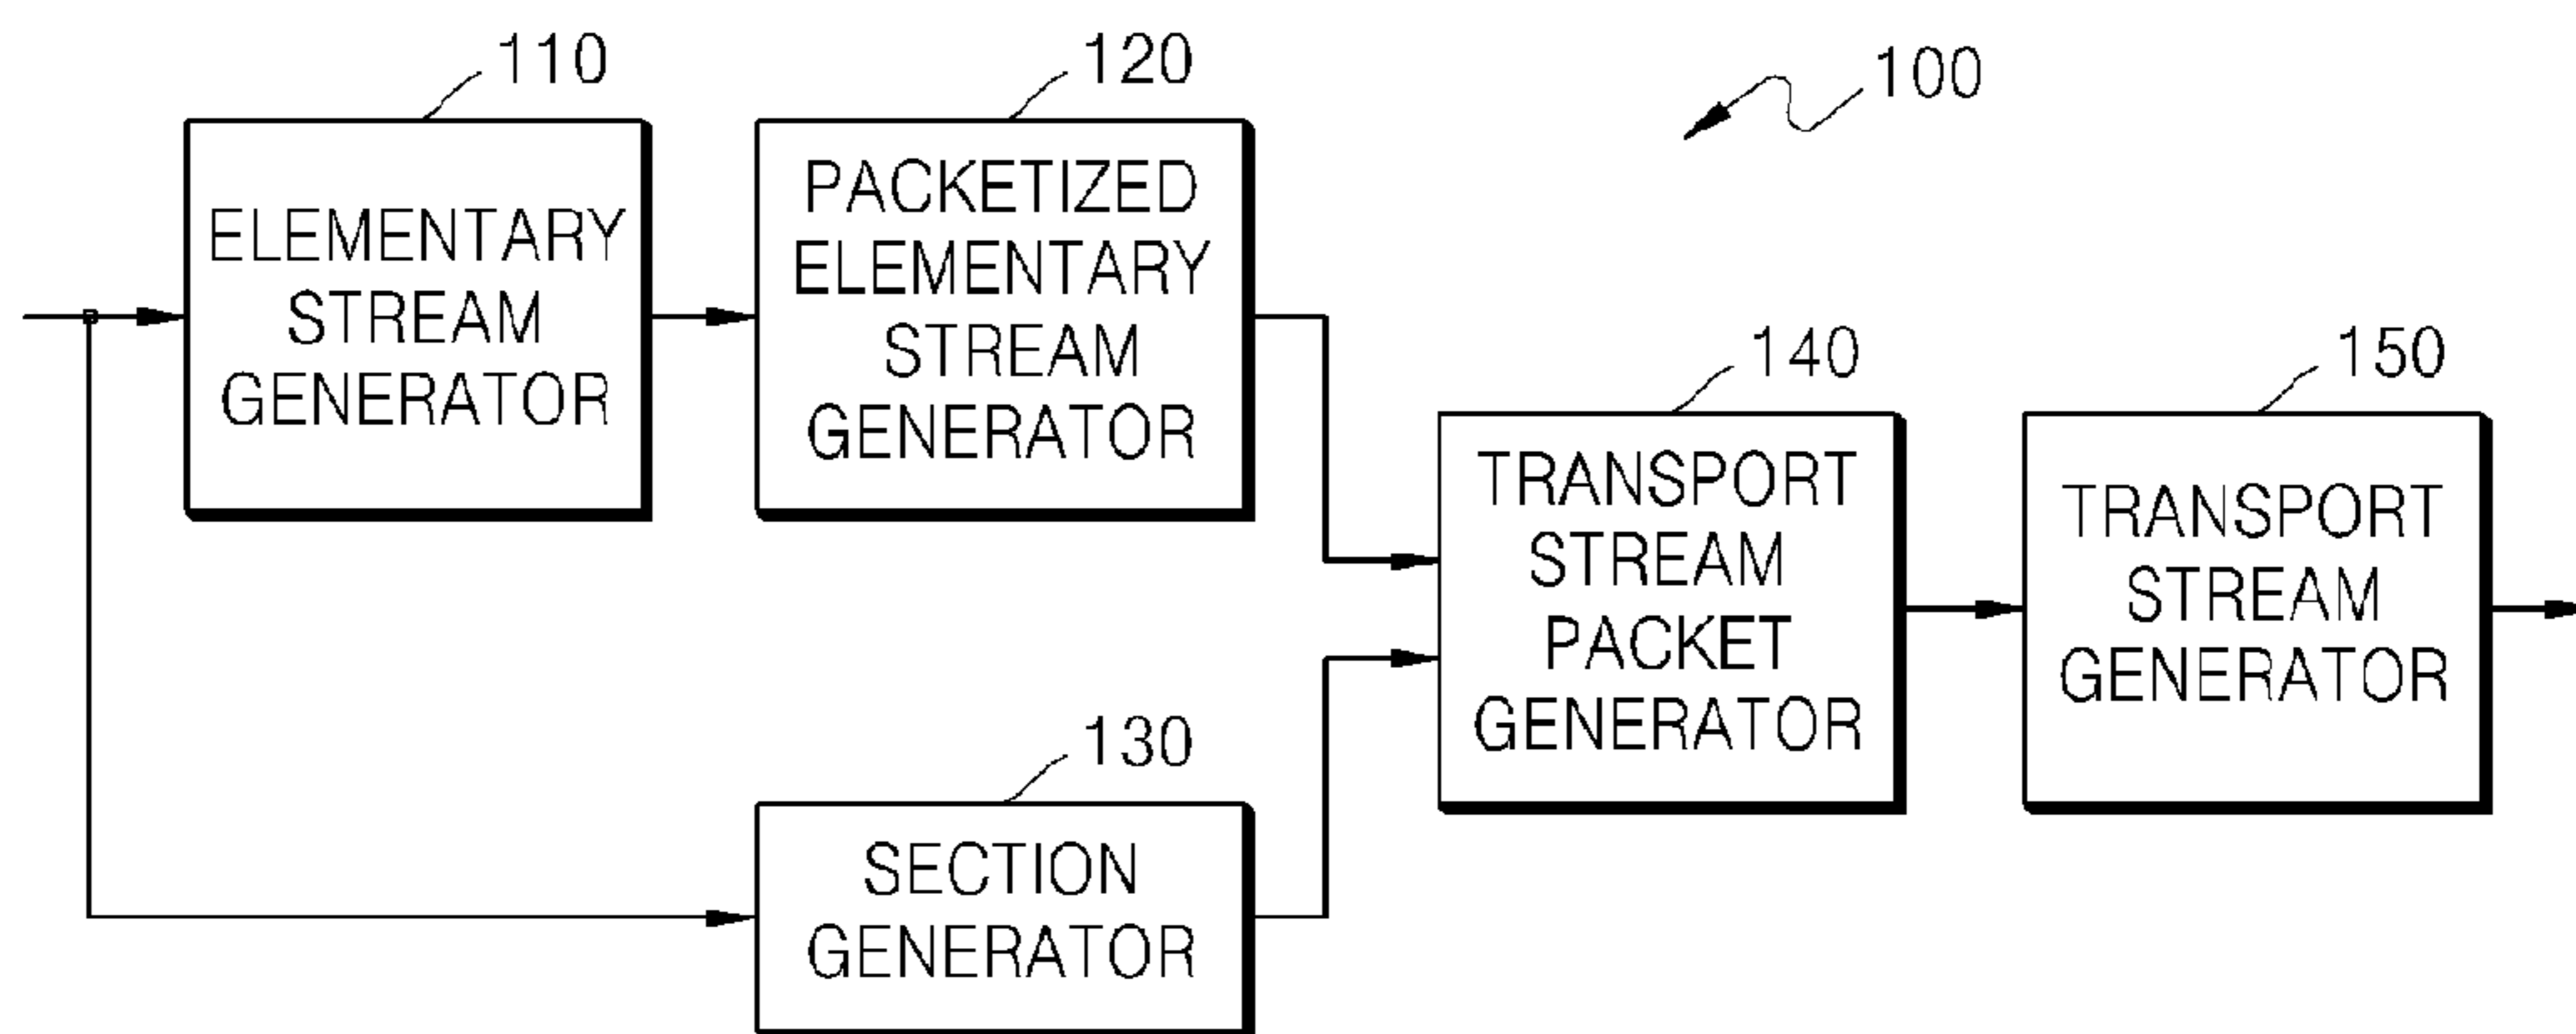 110
120
100
ELEMENTARY
STREAM
GENERATOR
PACKETIZED
ELEMENTARY
STREAM
GENERATOR
140
150
TRANSPORT
STREAM
PACKET
GENERATOR
TRANSPORT
STREAM
GENERATOR
130
SECTION
GENERATOR